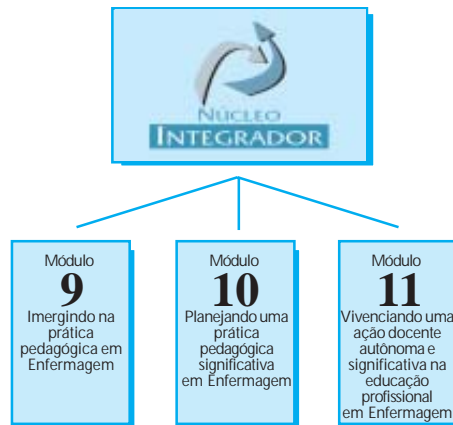 NÚCLEO
INTEGRADOR
Módulo
9
Imergindo na
prática
pedagógica em
Enfermagem
Módulo
10
Planejando uma
prática
pedagógica
significativa
em Enfermagem
Módulo
11
Vivenciando uma
ação docente
autônoma e
significativa na
educação
profissional
em Enfermagem